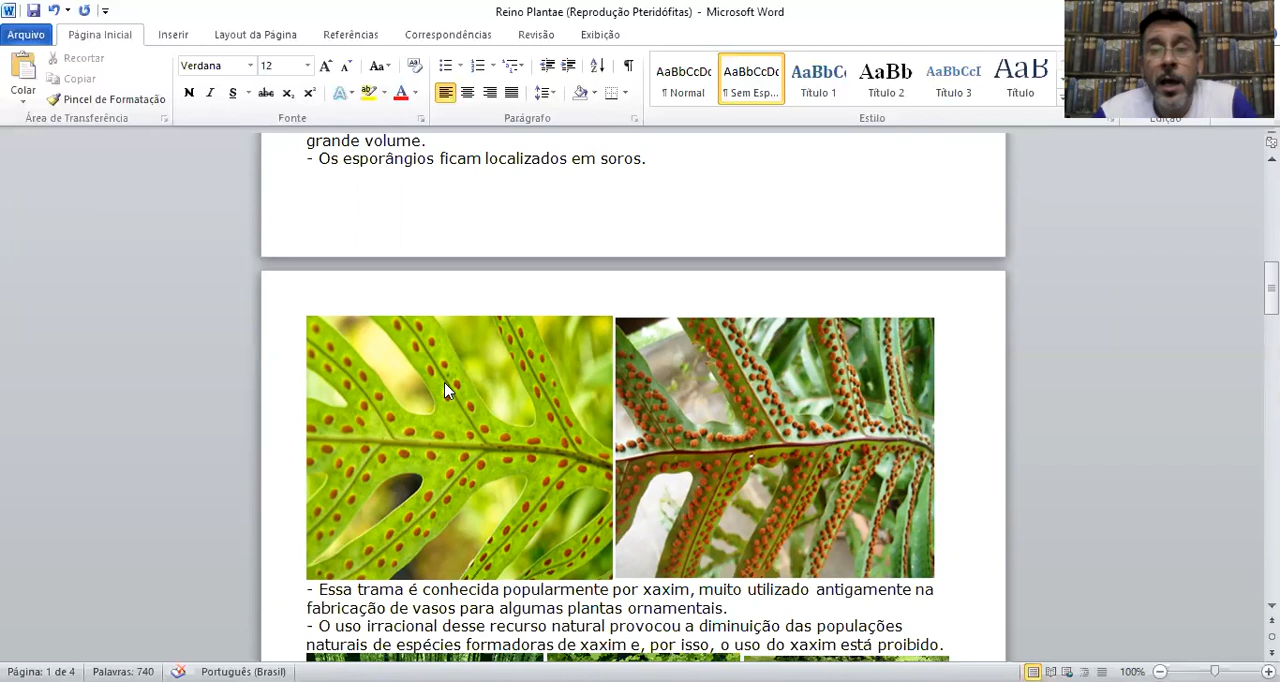 Reino Plantae (Reprodução Pteridófitas) - Microsoft Word
Arquivo
Página Inicial
Inserir
Layout da Página
Referências
Correspondências
Revisão
Exibição
Colar
Recortar
Copiar
Pincel de Formatação
Área de Transferência
Verdana
12
Fonte
Parágrafo
AaBbCcDc
¶ Normal
AaBbCcDc
¶ Sem Esp...
AaBbC
Título 1
AaBb
Título 2
AaBbCcI
Título 3
AaB
Título
Estilo
grande volume.
- Os esporângios ficam localizados em soros.
- Essa trama é conhecida popularmente por xaxim, muito utilizado antigamente na
fabricação de vasos para algumas plantas ornamentais.
- O uso irracional desse recurso natural provocou a diminuição das populações
naturais de espécies formadoras de xaxim e, por isso, o uso do xaxim está proibido.
Página: 1 de 4
Palavras: 740
Português (Brasil)
100%